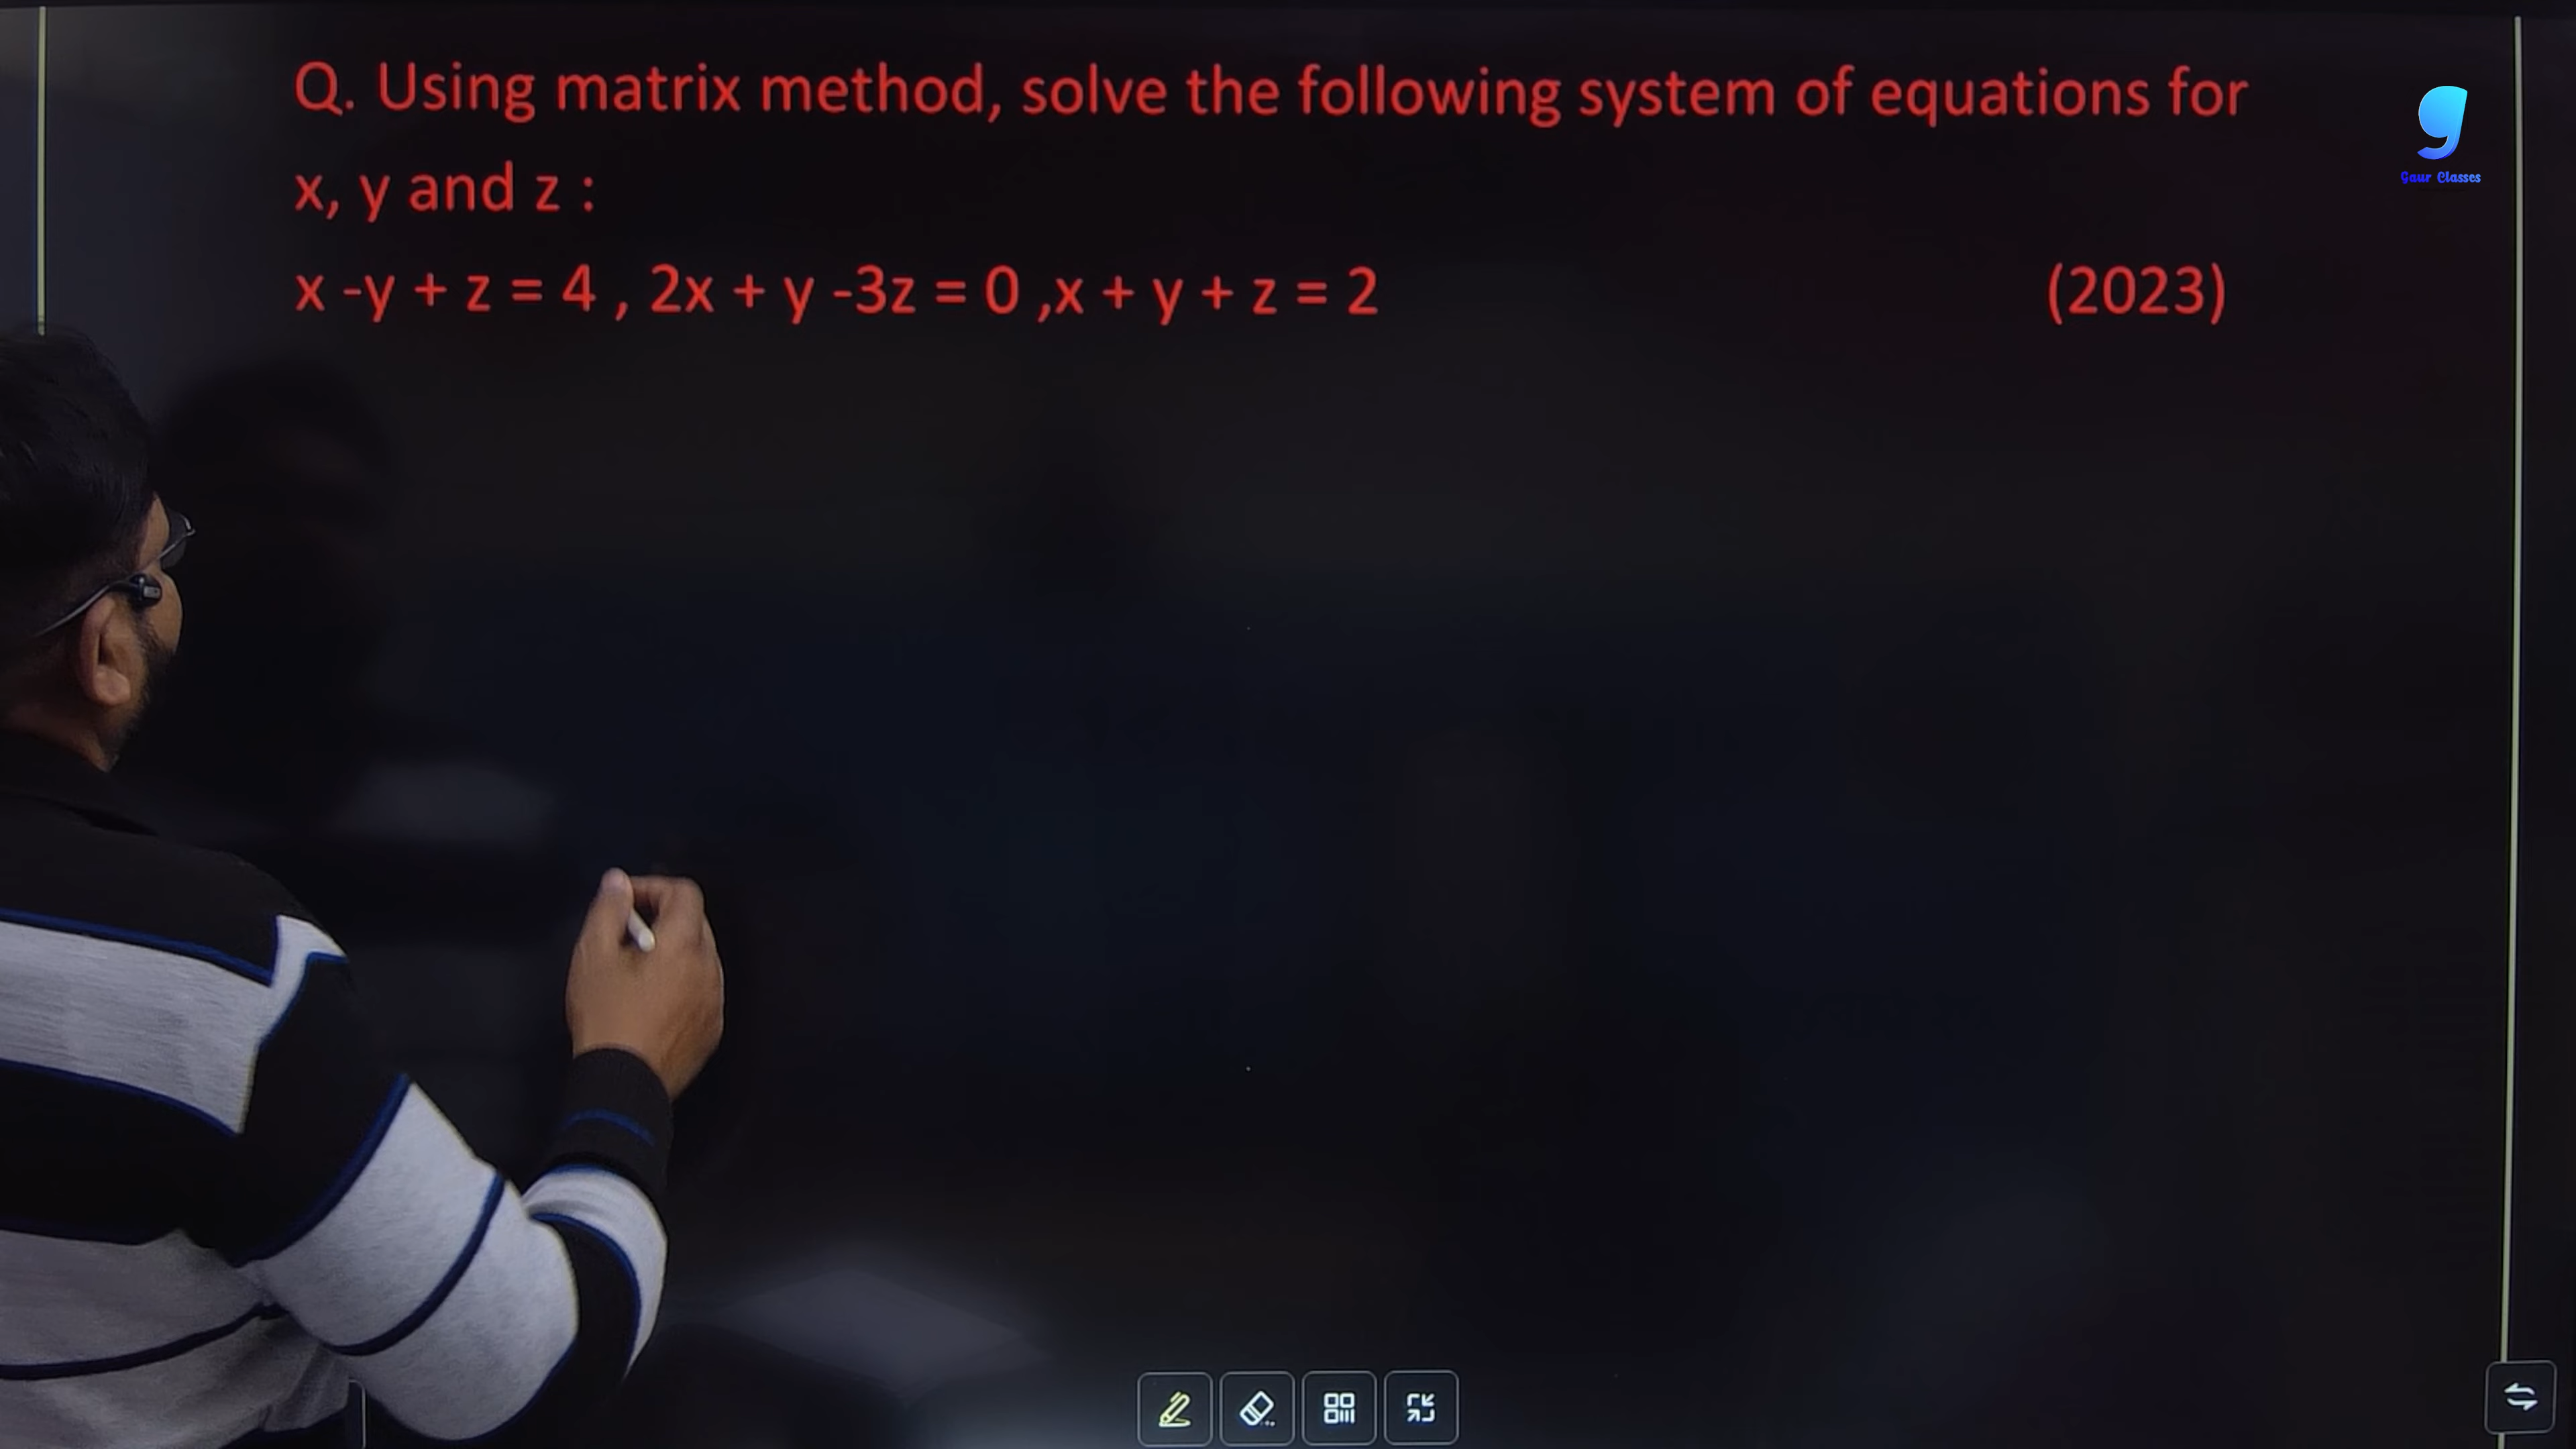 Q. Using matrix method, solve the following system of equations for
x, y and z :
x -y + z = 4 , 2x + y -3z = 0 ,x + y + z = 2 (2023)
g
Gaur Classes